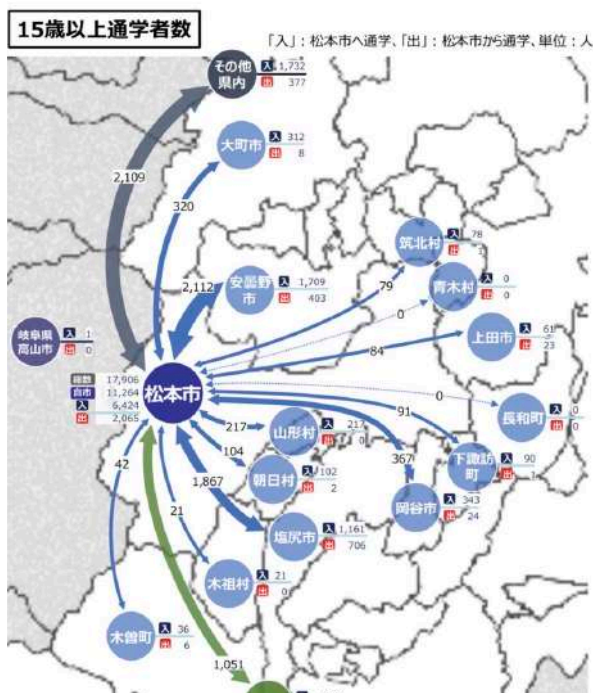 15歳以上通学者数
「入」：松本市へ通学、「出」：松本市から通学、単位：人
その他
県内
入 1,732
出 377
大町市
入 312
出 8
2,109
320
筑北村
入 78
出
安曇野
市
入 1,709
出 403
2,112
79
青木村
入 0
出 0
0
岐阜県
高山市
入 1
出 0
上田市
入 61
出 23
84
総数 17,906
自市 11,264
入 6,424
出 2,065
松本市
0
長和町
入 0
出 0
91
217
山形村
入 217
出 0
104
367
下諏訪
町
入 90
出 1
42
朝日村
入 102
出 2
1,867
岡谷市
入 343
出 24
21
塩尻市
入 1,161
出 706
木祖村
入 21
出 0
木曽町
入 36
出 6
1,051